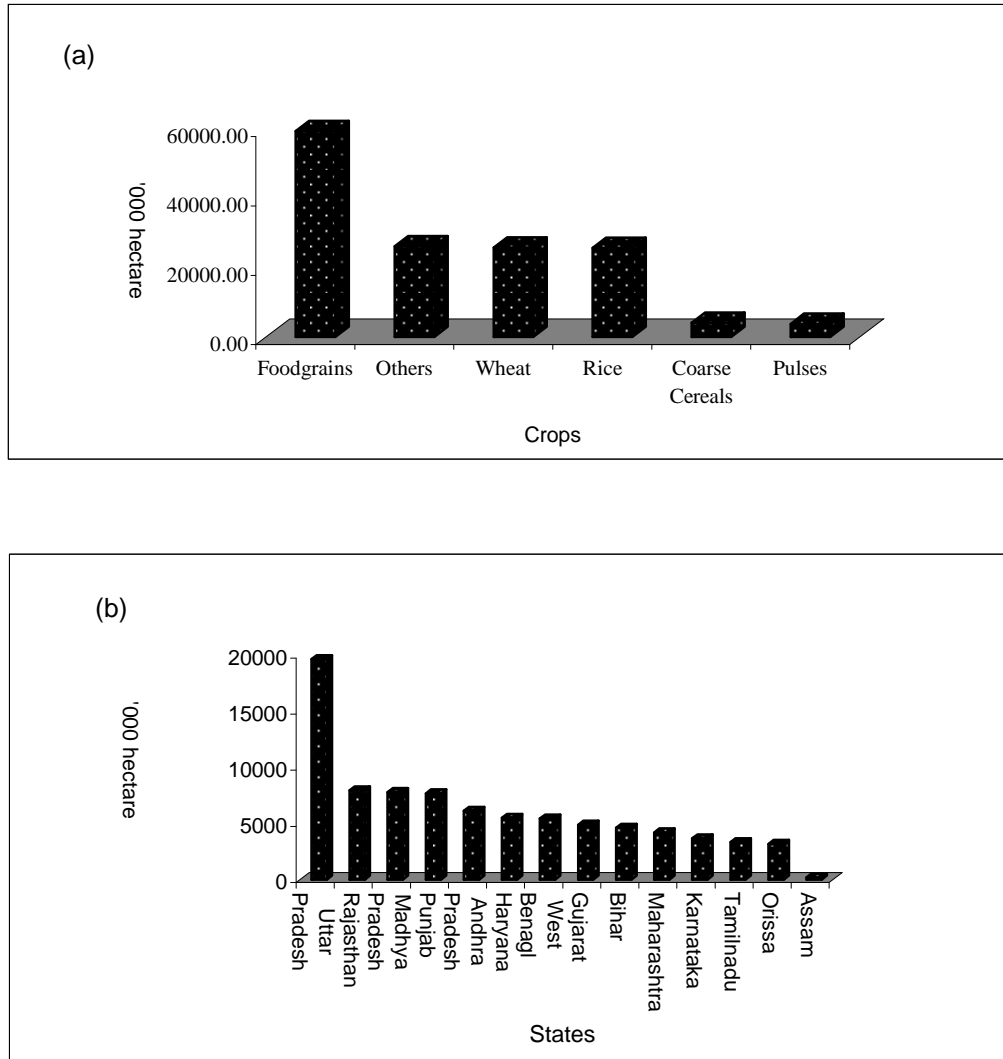 (a)
60000.00
40000.00
20000.00
0.00
'000 hectare
Foodgrains Others Wheat Rice Coarse Pulses
Cereals
Crops
(b)
20000
15000
10000
5000
0
'000 hectare
Uttar
Pradesh
Rajasthan
Madhya
Pradesh
Punjab
Andhra
Pradesh
Haryana
West
Benagl
Gujarat
Bihar
Maharashtra
Karnataka
Tamilnadu
Orissa
Assam
States